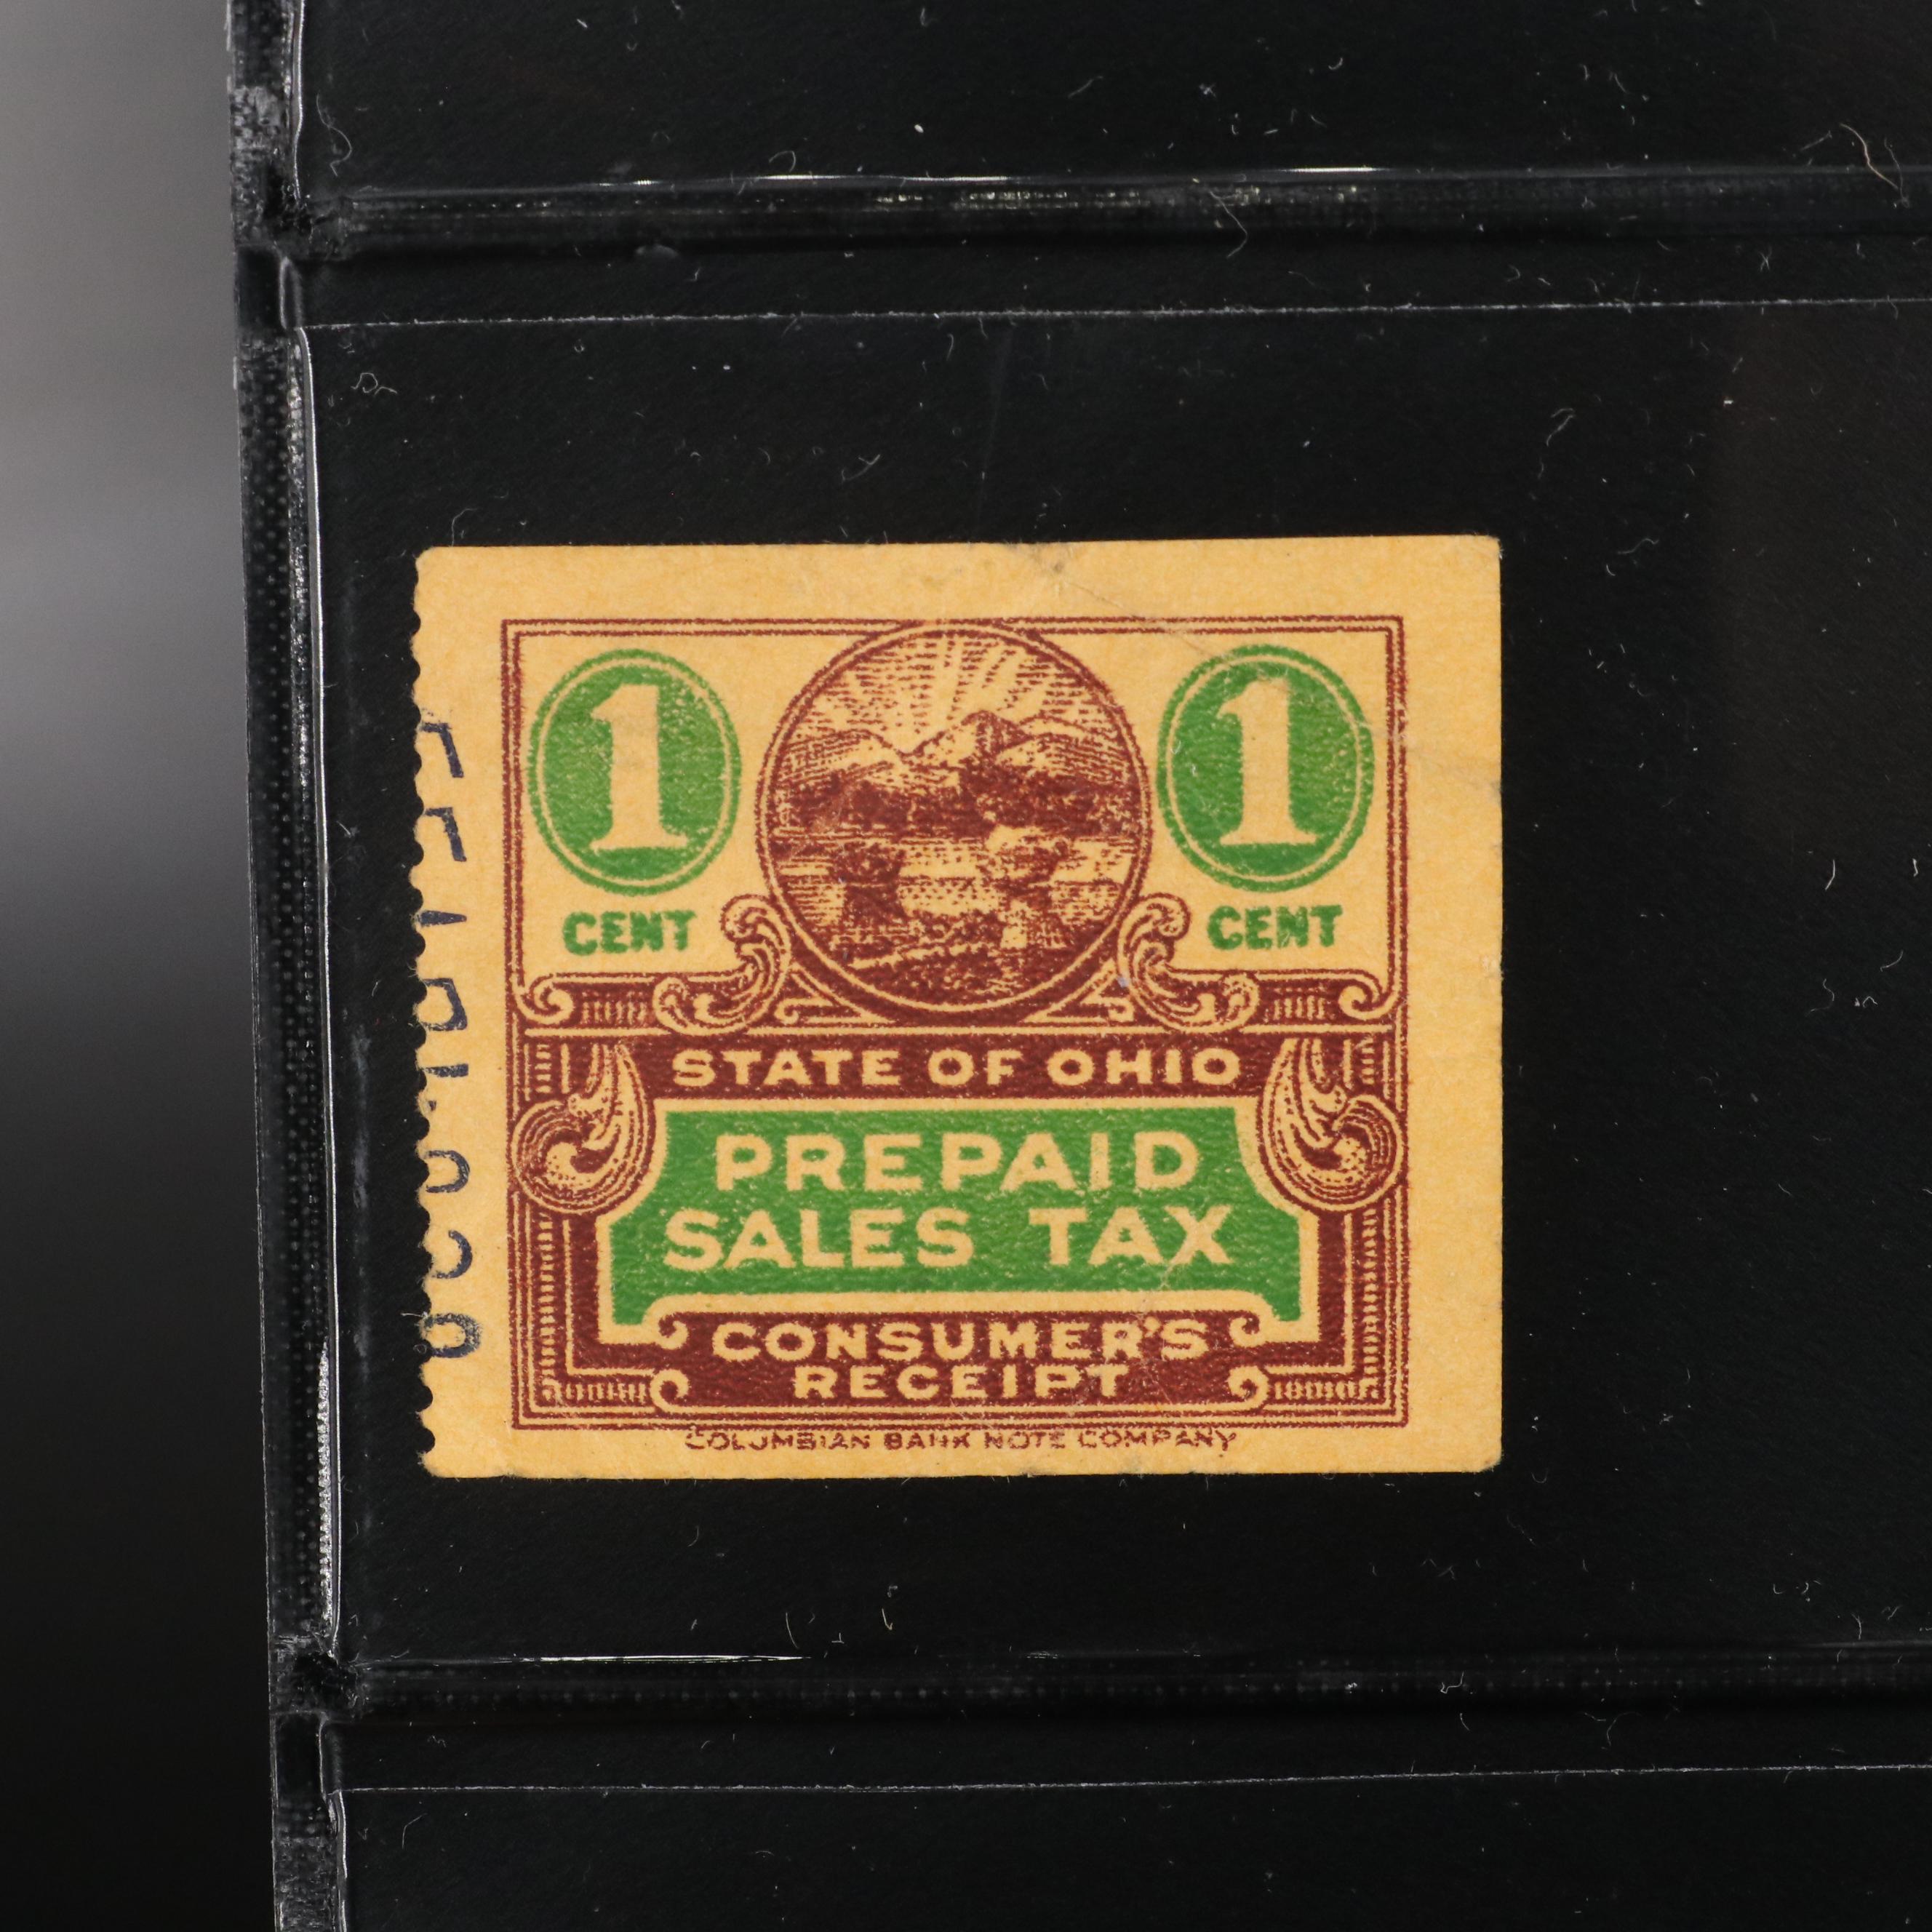 1 1
CENT CENT
STATE OF OHIO
PREPAID
SALES TAX
CONSUMER'S
RECEIPT
COLUMBIAN BANK NOTE COMPANY